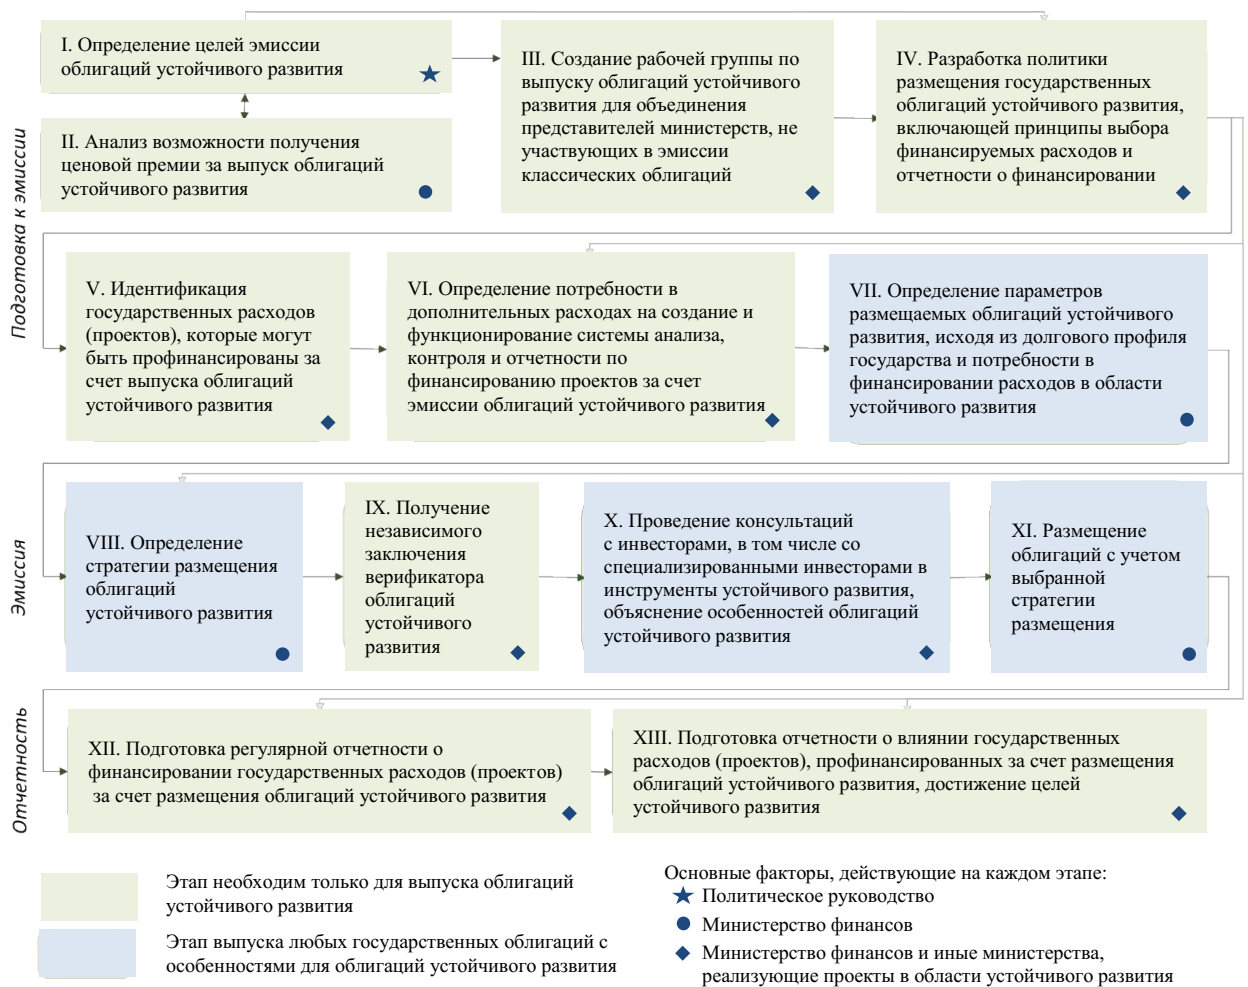 Подготовка к эмиссии
I. Определение целей эмиссии
облигаций устойчивого развития
II. Анализ возможности получения
ценовой премии за выпуск облигаций
устойчивого развития
III. Создание рабочей группы по
выпуску облигаций устойчивого
развития для объединения
представителей министерств, не
участвующих в эмиссии
классических облигаций
IV. Разработка политики
размещения государственных
облигаций устойчивого развития,
включающей принципы выбора
финансируемых расходов и
отчетности о финансировании
V. Идентификация
государственных расходов
(проектов), которые могут
быть профинансированы за
счет выпуска облигаций
устойчивого развития
VI. Определение потребности в
дополнительных расходах на создание и
функционирование системы анализа,
контроля и отчетности по
финансированию проектов за счет
эмиссии облигаций устойчивого развития
VII. Определение параметров
размещаемых облигаций устойчивого
развития, исходя из долгового профиля
государства и потребности в
финансировании расходов в области
устойчивого развития
Эмиссия
VIII. Определение
стратегии размещения
облигаций
устойчивого развития
IX. Получение
независимого
заключения
верификатора
облигаций
устойчивого
развития
X. Проведение консультаций
с инвесторами, в том числе со
специализированными инвесторами в
инструменты устойчивого развития,
объяснение особенностей облигаций
устойчивого развития
XI. Размещение
облигаций с учетом
выбранной
стратегии
размещения
Отчетность
XII. Подготовка регулярной отчетности о
финансировании государственных расходов (проектов)
за счет размещения облигаций устойчивого развития
XIII. Подготовка отчетности о влиянии государственных
расходов (проектов), профинансированных за счет размещения
облигаций устойчивого развития, достижение целей
устойчивого развития
Этап необходим только для выпуска облигаций
устойчивого развития
Этап выпуска любых государственных облигаций с
особенностями для облигаций устойчивого развития
Основные факторы, действующие на каждом этапе:
Политическое руководство
Министерство финансов
Министерство финансов и иные министерства,
реализующие проекты в области устойчивого развития